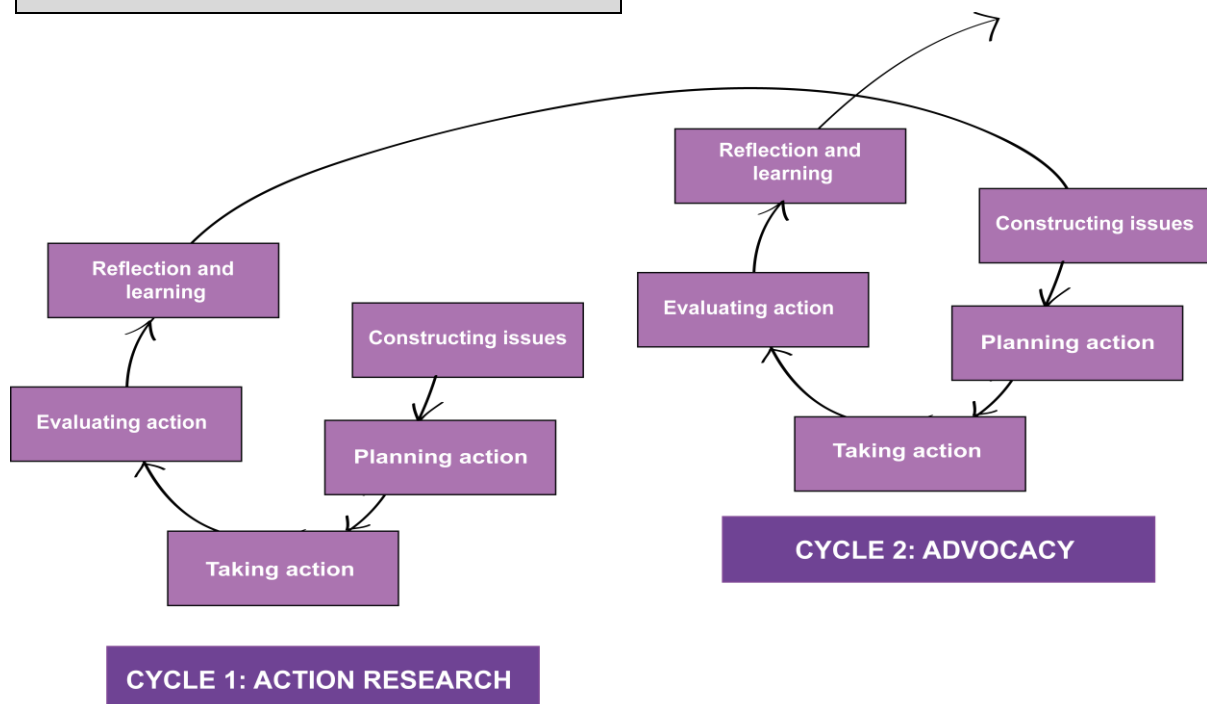 Reflection and
learning
Constructing issues
Evaluating action
Planning action
Taking action
CYCLE 2: ADVOCACY
Reflection and
learning
Constructing issues
Evaluating action
Planning action
Taking action
CYCLE 1: ACTION RESEARCH